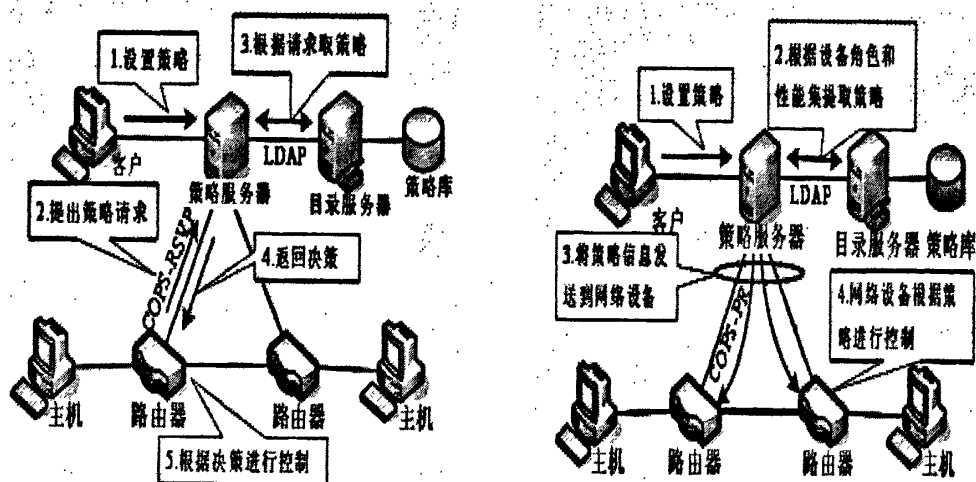 1.设置策略
3.根据请求取策略
LDAP
客户
策略服务器
目录服务器
策略库
2.提出策略请求
COPS-RSVP
4.返回决策
主机
路由器
路由器
主机
5.根据决策进行控制
1.设置策略
2.根据设备角色和
性能集提取策略
LDAP
客户
策略服务器
目录服务器
策略库
3.将策略信息发
送到网络设备
COPS-PR
4.网络设备根据策
略进行控制
主机
路由器
路由器
主机